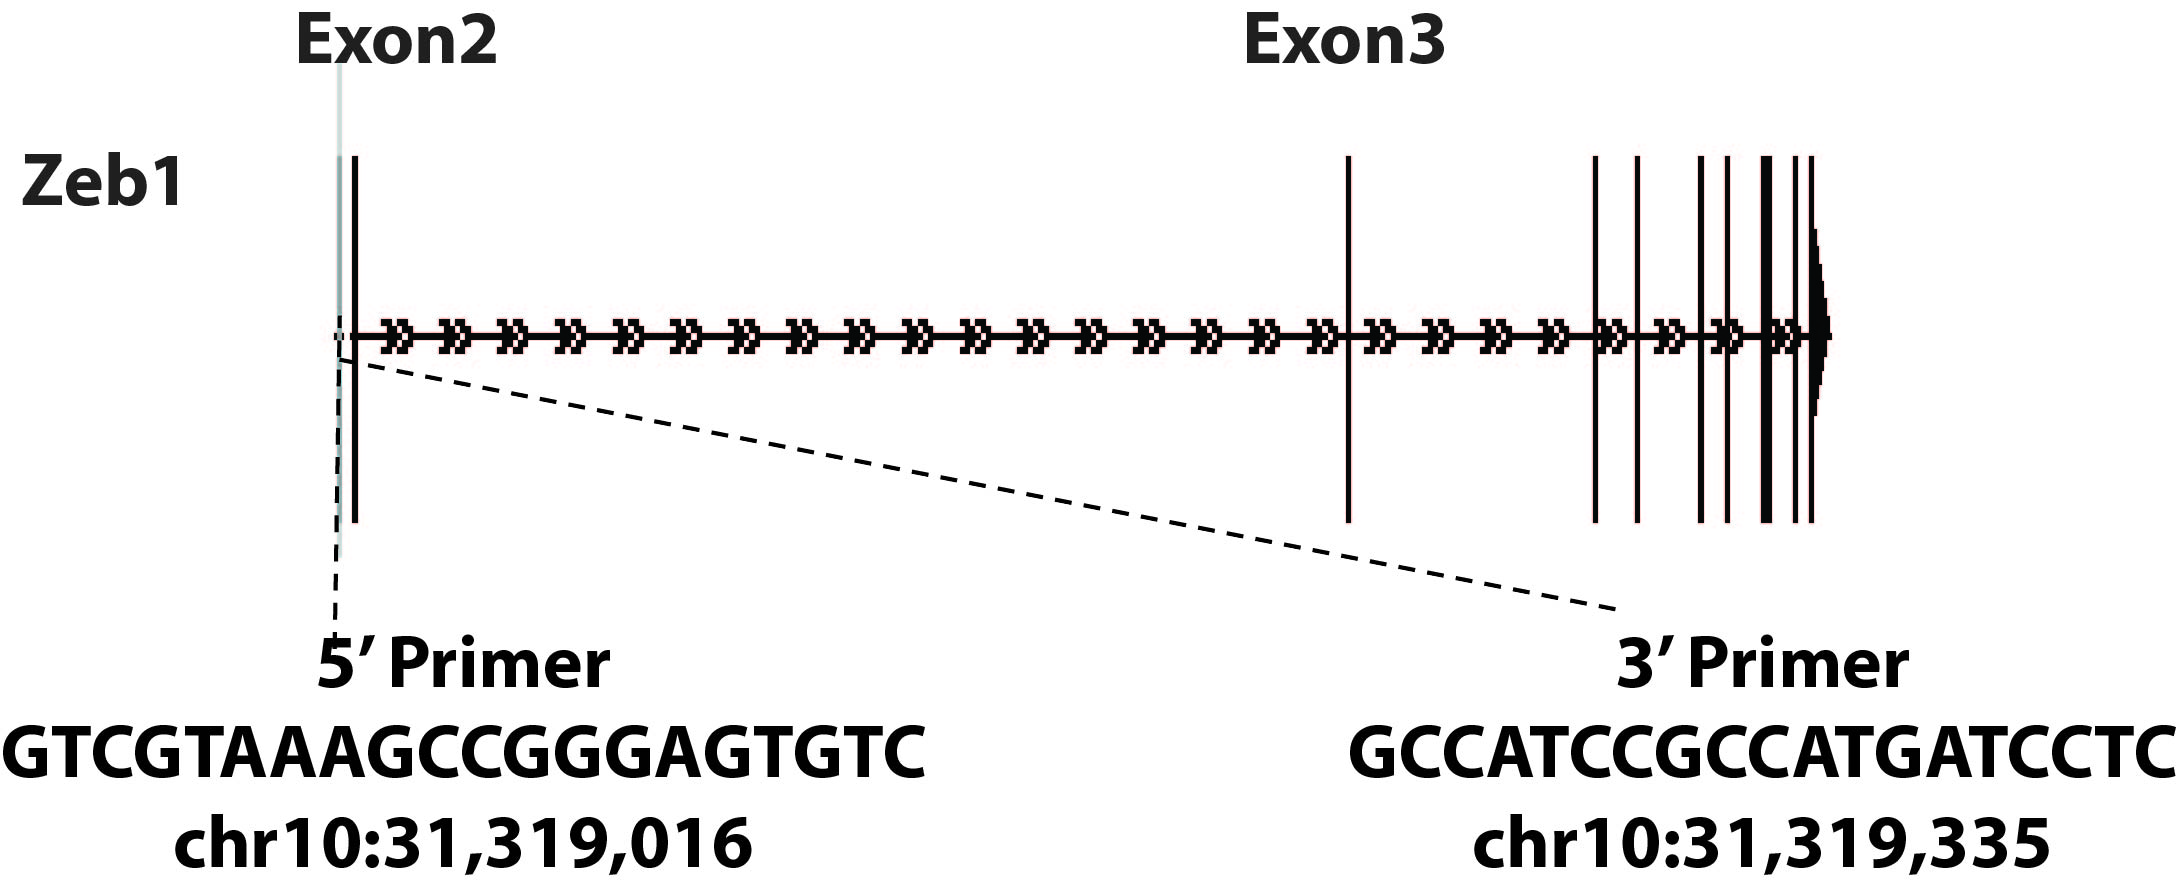 Exon2 Exon3
Zeb1
5’ Primer 3’ Primer
GTCGTAAAGCCGGGAGTGTC GCCATCCGCCATGATCCTC
chr10:31,319,016 chr10:31,319,335